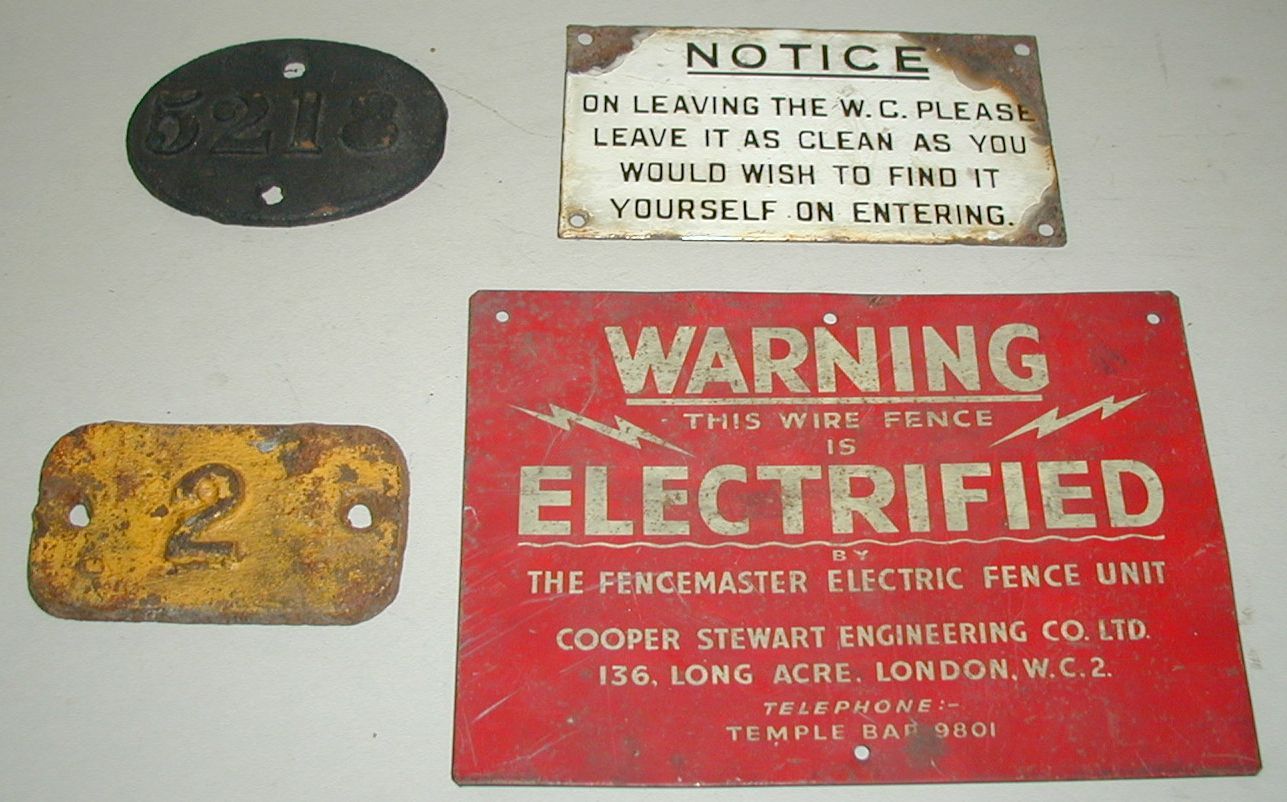 5218
NOTICE
ON LEAVING THE W.C. PLEASE
LEAVE IT AS CLEAN AS YOU
WOULD WISH TO FIND IT
YOURSELF ON ENTERING.
2
WARNING
THIS WIRE FENCE
IS
ELECTRIFIED
BY
THE FENCEMASTER ELECTRIC FENCE UNIT
COOPER STEWART ENGINEERING CO. LTD.
136, LONG ACRE. LONDON. W.C.2.
TELEPHONE:-
TEMPLE BAR 9801